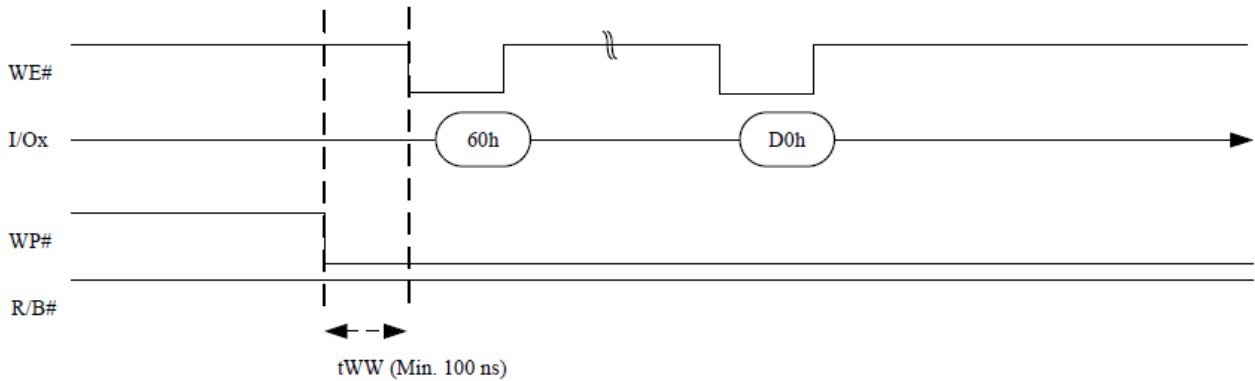 WE#
I/Ox
60h
D0h
WP#
R/B#
tWW (Min. 100 ns)